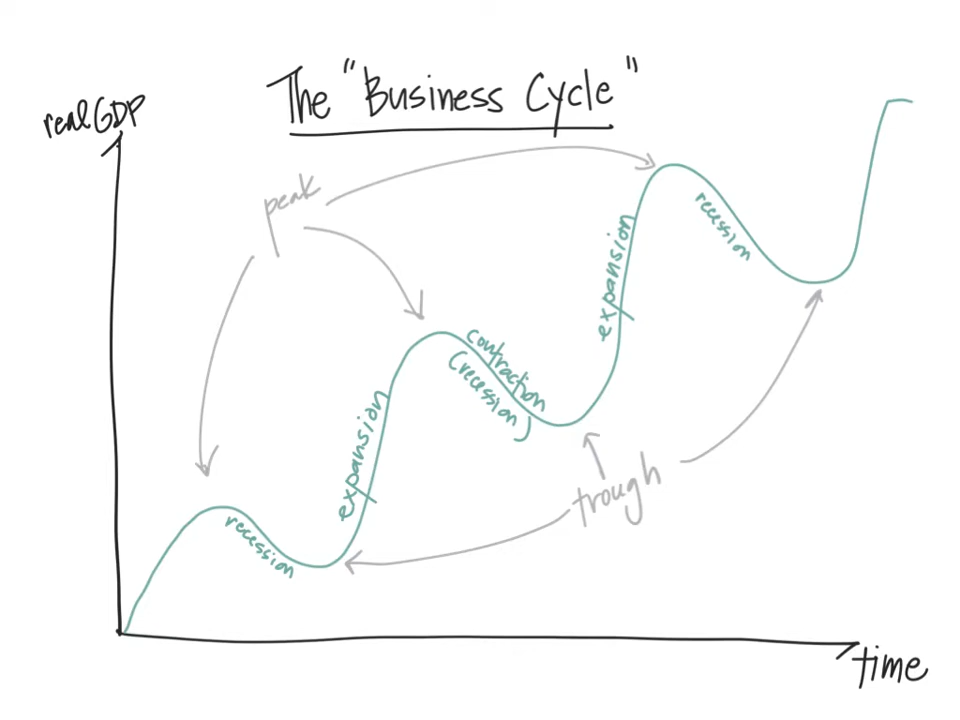 The "Business Cycle"
real GDP
peak
recession
expansion
contraction
(recession)
expansion
recession
trough
time